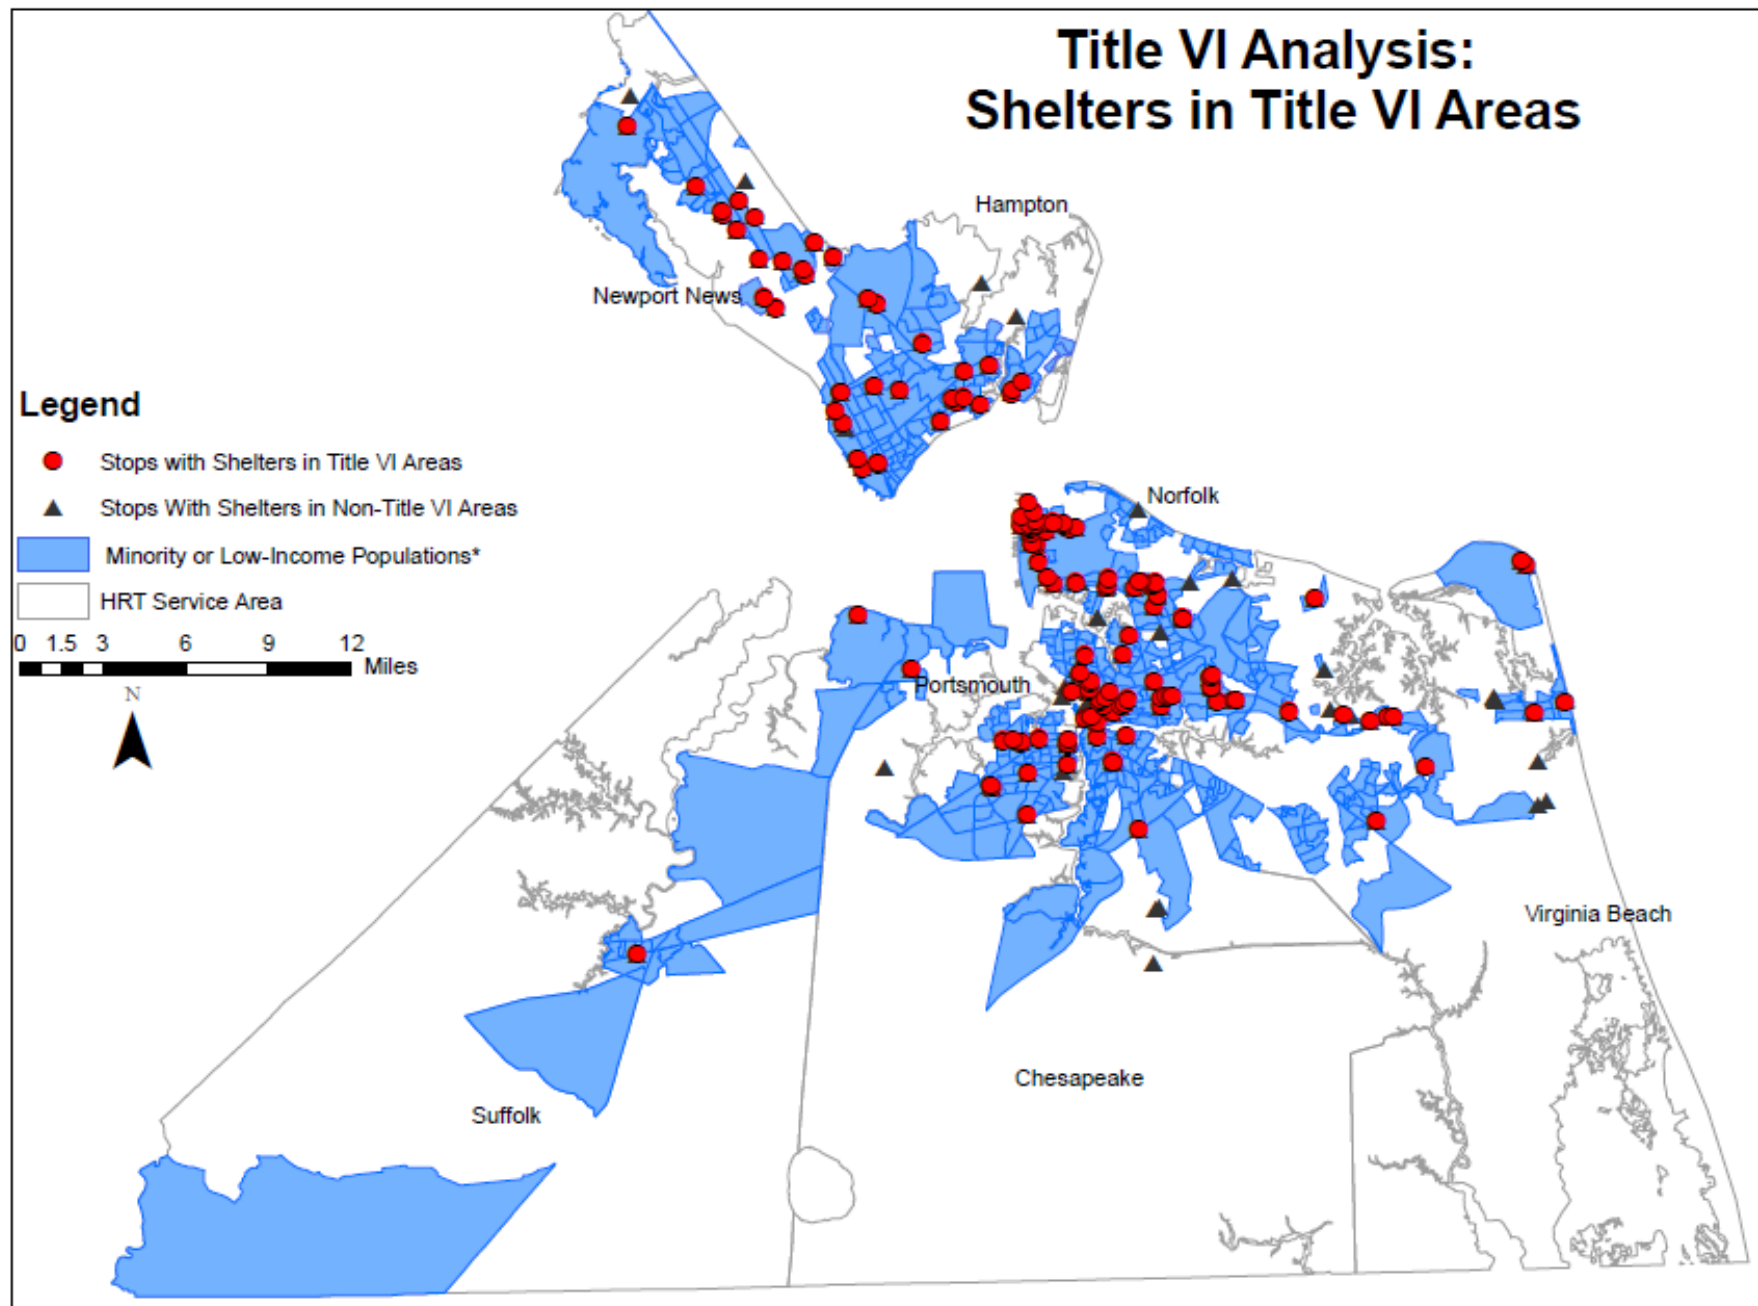 Title VI Analysis:
Shelters in Title VI Areas
Hampton
Newport News
Legend
Stops with Shelters in Title VI Areas
Stops With Shelters in Non-Title VI Areas
Minority or Low-Income Populations*
HRT Service Area
0 1.5 3 6 9 12
Miles
N
Norfolk
Portsmouth
Virginia Beach
Chesapeake
Suffolk